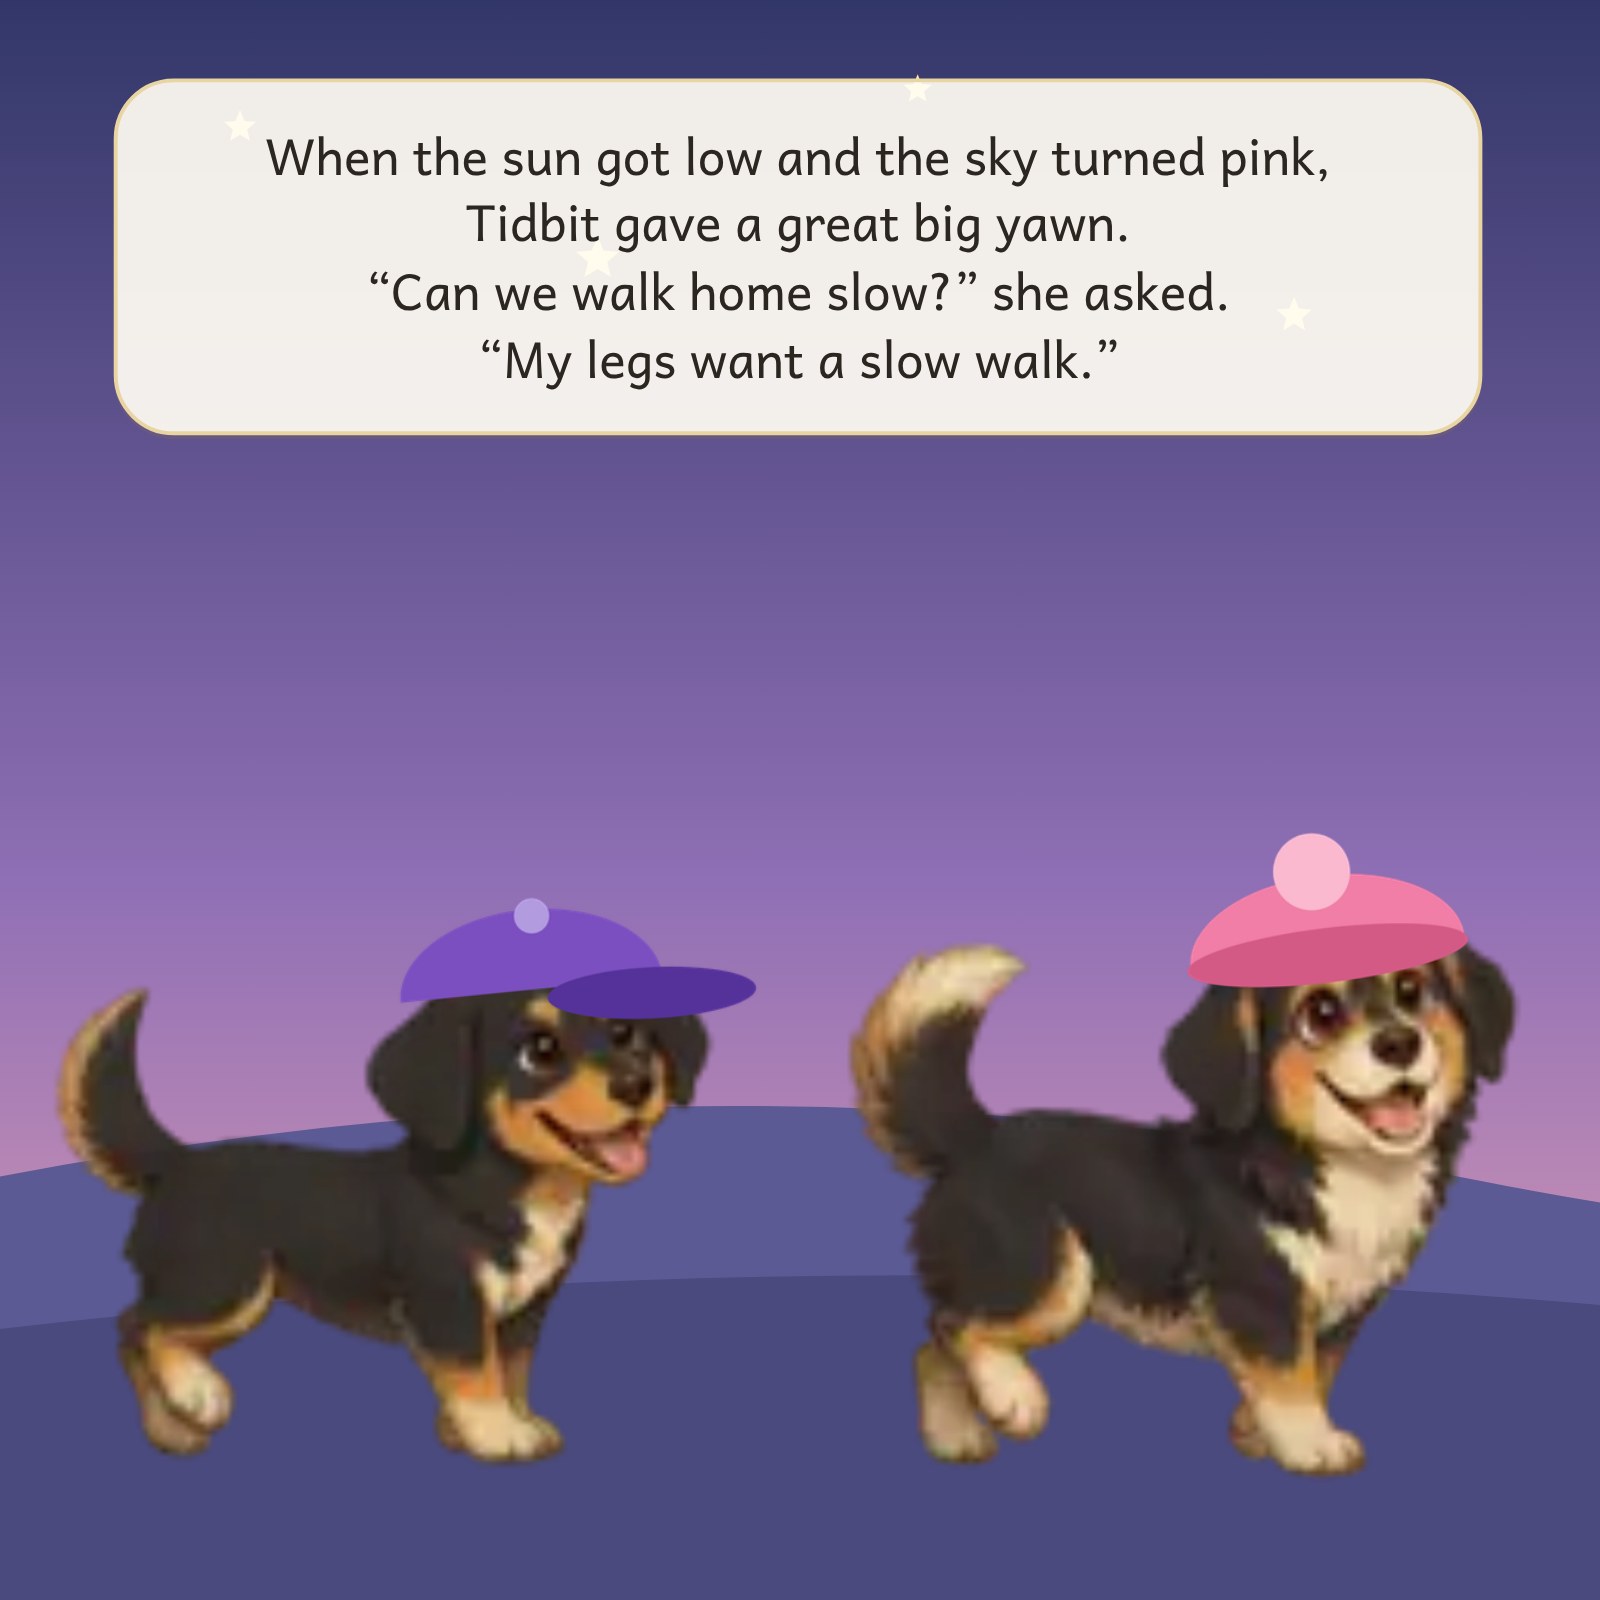 When the sun got low and the sky turned pink,
Tidbit gave a great big yawn.
“Can we walk home slow?” she asked.
“My legs want a slow walk.”